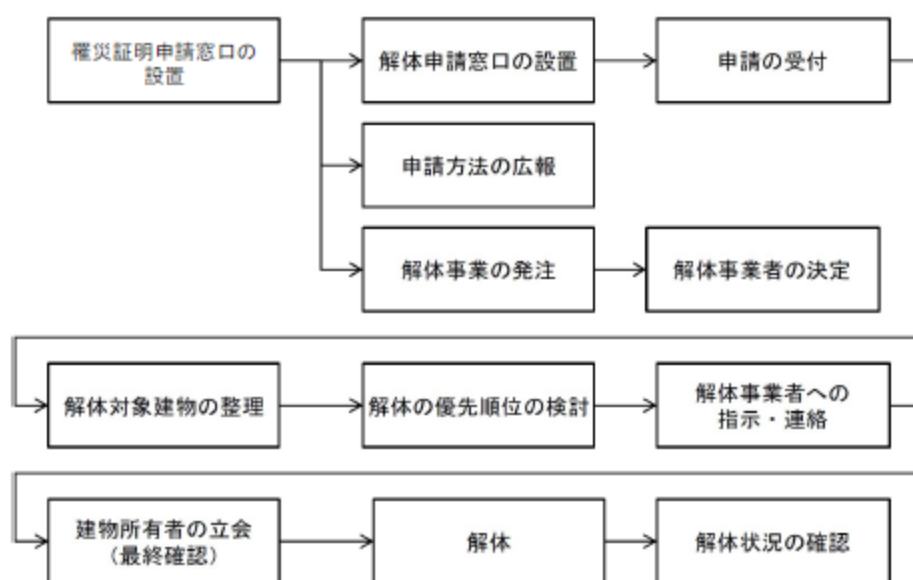 罹災証明申請窓口の
設置
解体申請窓口の設置
申請の受付
申請方法の広報
解体事業の発注
解体事業者の決定
解体対象建物の整理
解体の優先順位の検討
解体事業者への
指示・連絡
建物所有者の立会
（最終確認）
解体
解体状況の確認